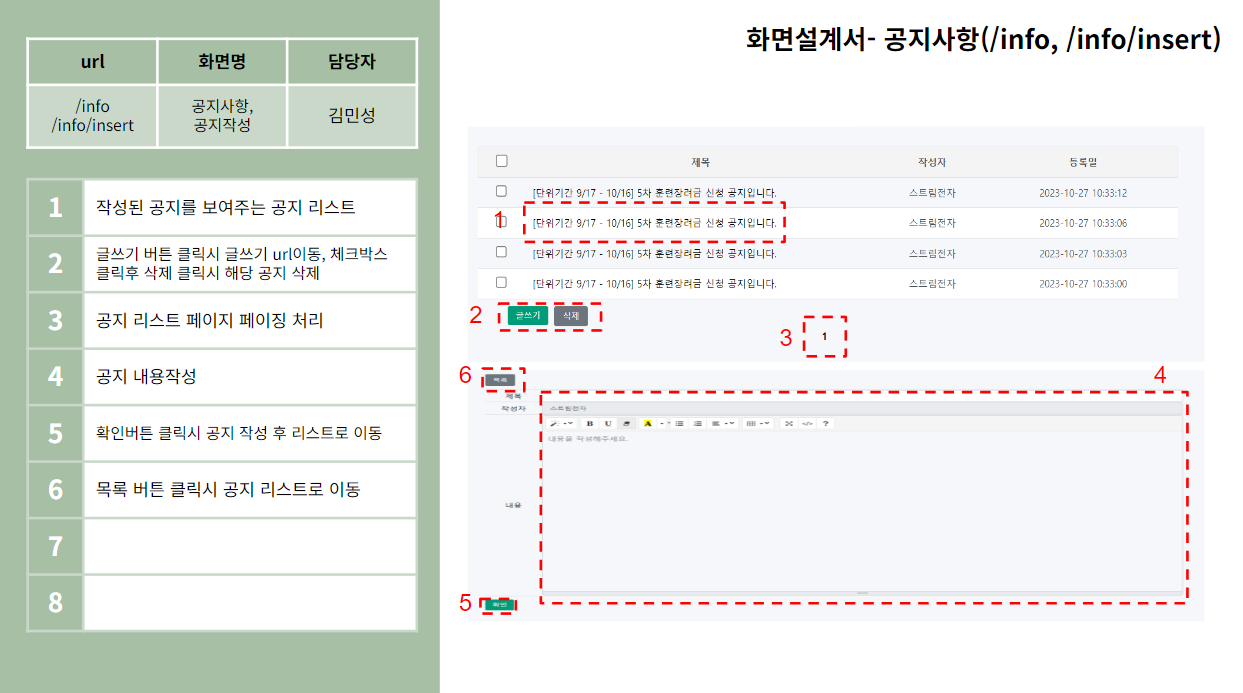 화면설계서- 공지사항(/info, /info/insert)
url 화면명 담당자
/info
/info/insert
공지사항,
공지작성
김민성
1 작성된 공지를 보여주는 공지 리스트
2 글쓰기 버튼 클릭시 글쓰기 url이동, 체크박스
클릭후 삭제 클릭시 해당 공지 삭제
3 공지 리스트 페이지 페이징 처리
4 공지 내용작성
5 확인버튼 클릭시 공지 작성 후 리스트로 이동
6 목록 버튼 클릭시 공지 리스트로 이동
7
8
제목 작성자 등록일
[단위기간 9/17 - 10/16] 5차 훈련장려금 신청 공지입니다. 스트림전자 2023-10-27 10:33:12
1 [단위기간 9/17 - 10/16] 5차 훈련장려금 신청 공지입니다. 스트림전자 2023-10-27 10:33:06
[단위기간 9/17 - 10/16] 5차 훈련장려금 신청 공지입니다. 스트림전자 2023-10-27 10:33:03
[단위기간 9/17 - 10/16] 5차 훈련장려금 신청 공지입니다. 스트림전자 2023-10-27 10:33:00
2 글쓰기 삭제
3 1
6 목록 4
제목
작성자 스트림전자
B U A </> ?
내용을 작성해주세요.
내용
5 확인